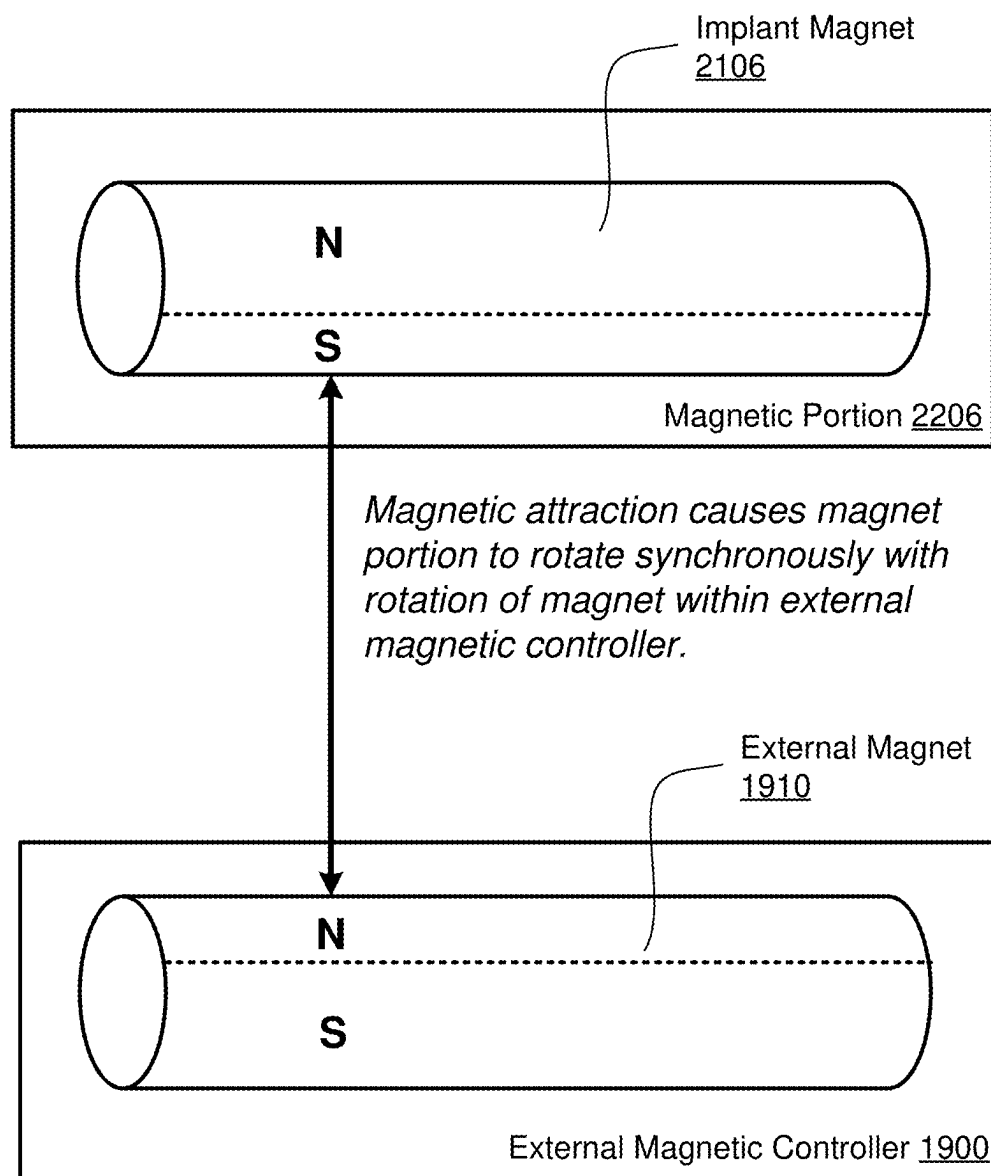 Implant Magnet
2106
N
S
Magnetic Portion 2206
Magnetic attraction causes magnet
portion to rotate synchronously with
rotation of magnet within external
magnetic controller.
External Magnet
1910
N
S
External Magnetic Controller 1900